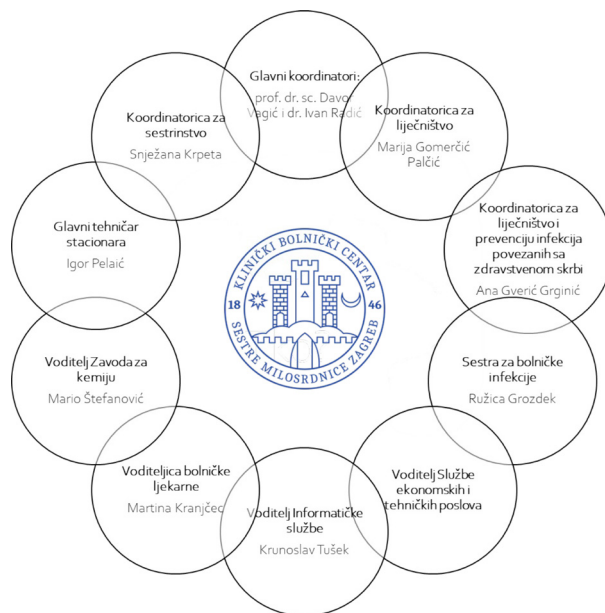 Glavni koordinatori:
prof. dr. sc. Davor
Vagić i dr. Ivan Radić
Koordinatorica za
liječništvo
Marija Gomerčić
Palčić
Koordinatorica za
liječništvo i
prevenciju infekcija
povezanih sa
zdravstvenom skrbi
Ana Gverić Grginić
Sestra za bolničke
infekcije
Ružica Grozdek
Voditelj Službe
ekonomskih i
tehničkih poslova
Voditelj Informatičke
službe
Krunoslav Tušek
Voditeljica bolničke
ljekarne
Martina Kranjčec
Voditelj Zavoda za
kemiju
Mario Štefanović
Glavni tehničar
stacionara
Igor Pelaić
Koordinatorica za
sestrinstvo
Snježana Krpeta
KLINIČKI BOLNIČKI CENTAR
18 46
SESTRE MILOSRDNICE ZAGREB